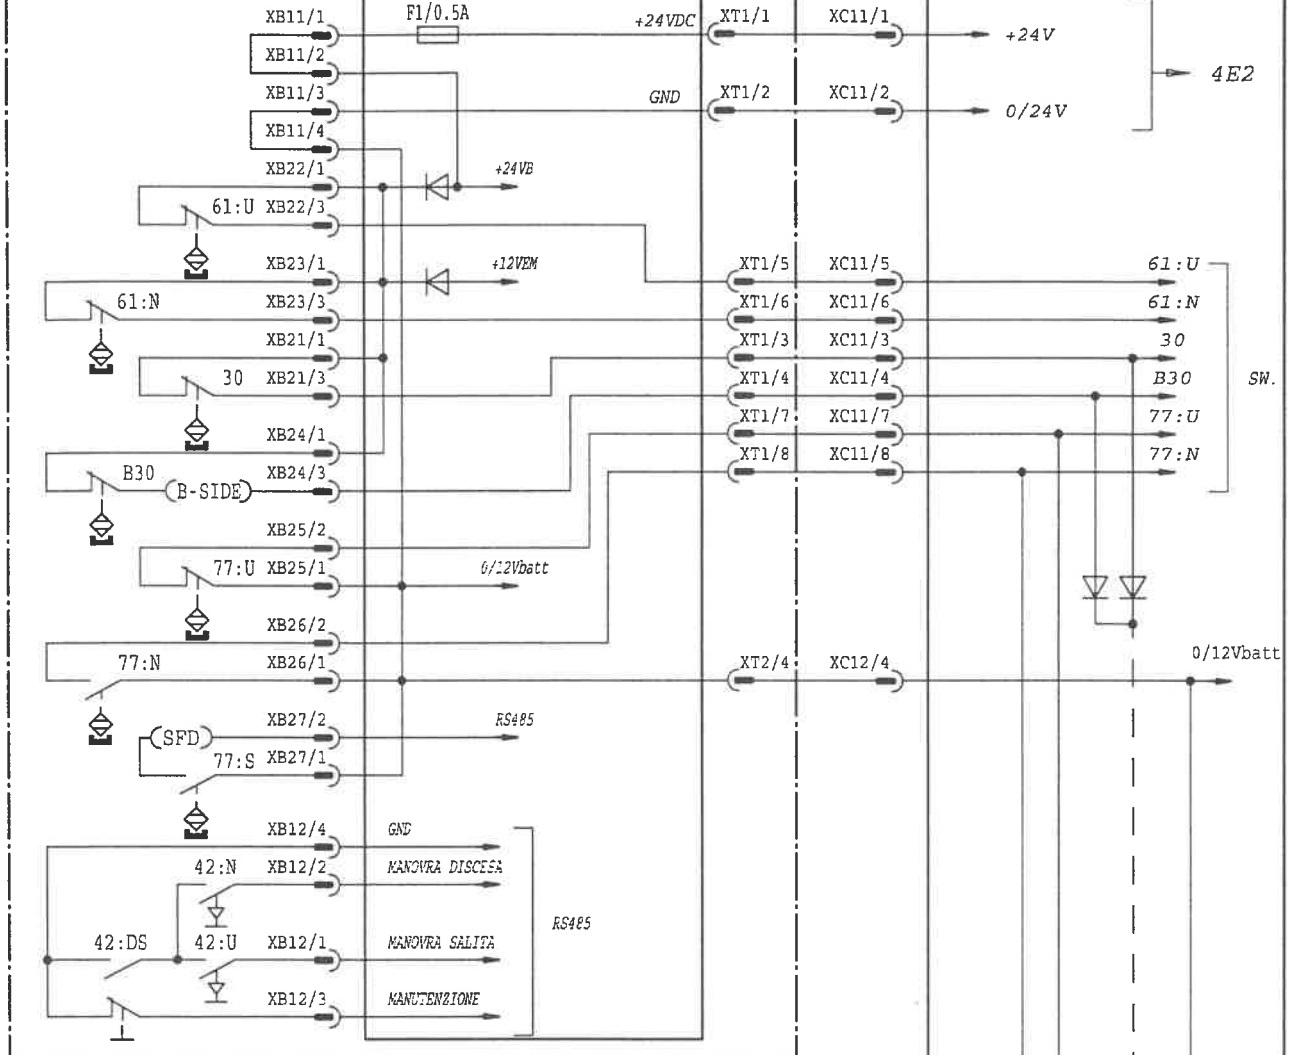 XB11/1 F1/0.5A +24VDC XT1/1 XC11/1 +24V
XB11/2 4E2
XB11/3 GND XT1/2 XC11/2 0/24V
XB11/4
XB22/1 +24VB
61:U XB22/3
XB23/1 +12VEM XT1/5 XC11/5 61:U
61:N XB23/3 XT1/6 XC11/6 61:N
XB21/1 XT1/3 XC11/3 30
30 XB21/3 XT1/4 XC11/4 B30 SW.
XT1/7 XC11/7 77:U
XB24/1 XT1/8 XC11/8 77:N
B30 (B-SIDE) XB24/3
XB25/2
77:U XB25/1 0/12Vbatt
XB26/2
77:N XB26/1 XT2/4 XC12/4 0/12Vbatt
(SFD) XB27/2 RS485
77:S XB27/1
XB12/4 GND
42:N XB12/2 MANOVRA DISCESA
RS485
42:DS 42:U XB12/1 MANOVRA SALITA
XB12/3 MANUTENZIONE